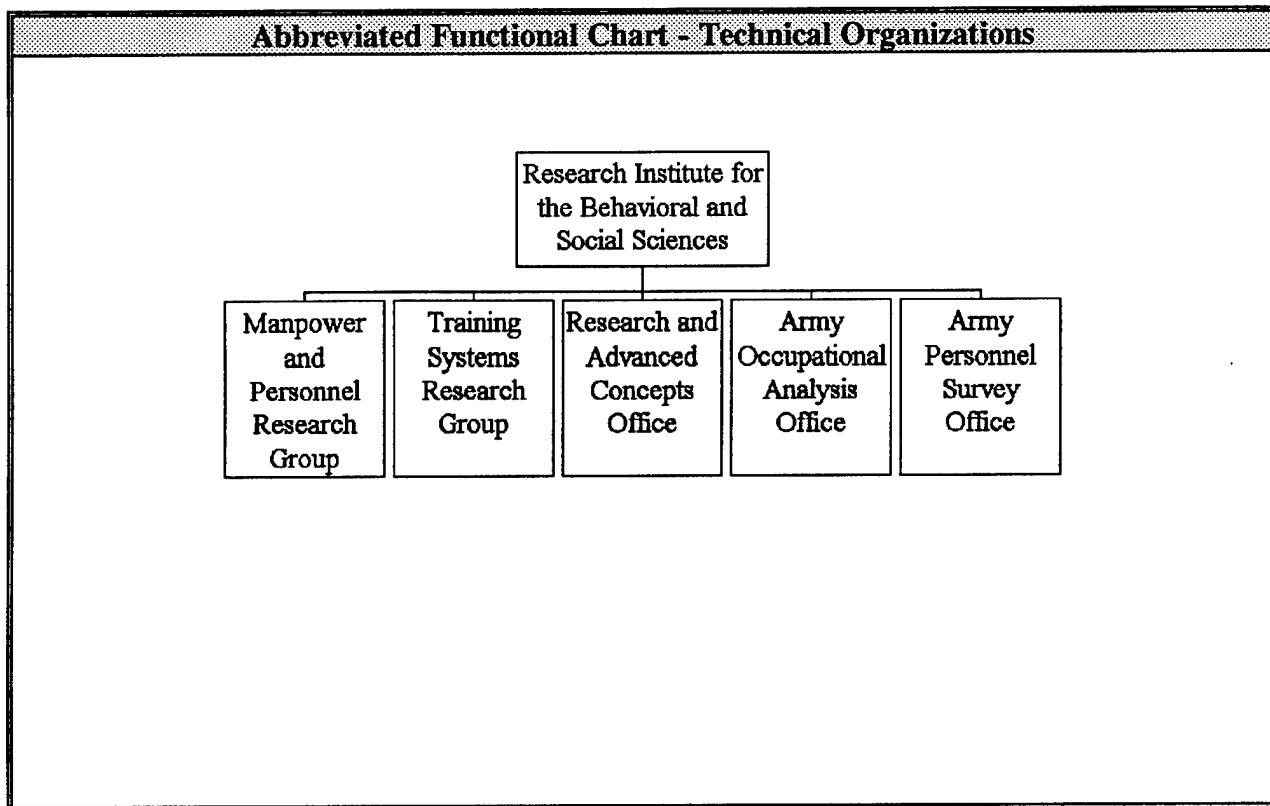 Abbreviated Functional Chart - Technical Organizations
Research Institute for
the Behavioral and
Social Sciences
Manpower
and
Personnel
Research
Group
Training
Systems
Research
Group
Research and
Advanced
Concepts
Office
Army
Occupational
Analysis
Office
Army
Personnel
Survey
Office